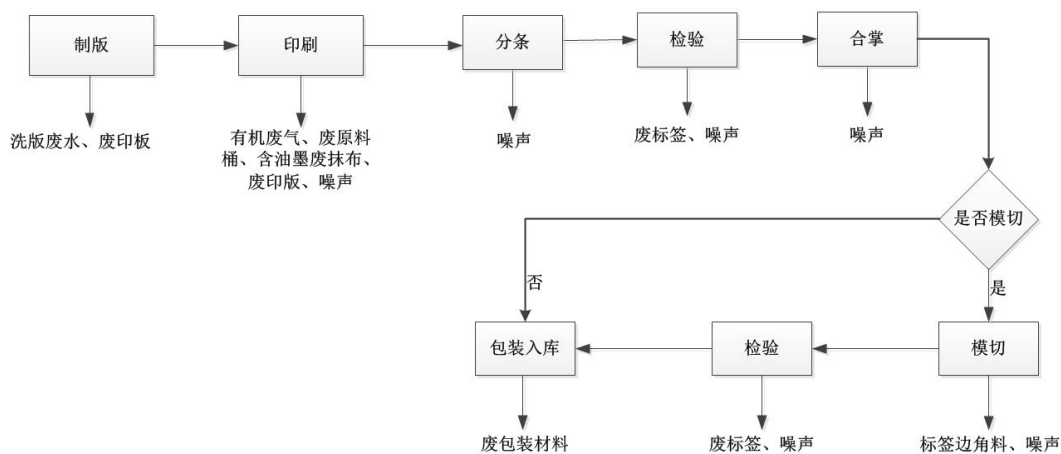 制版
印刷
分条
检验
合掌
洗版废水、废印板
有机废气、废原料
桶、含油墨废抹布、
废印版、噪声
噪声
废标签、噪声
噪声
是否模切
否
是
包装入库
检验
模切
废包装材料
废标签、噪声
标签边角料、噪声